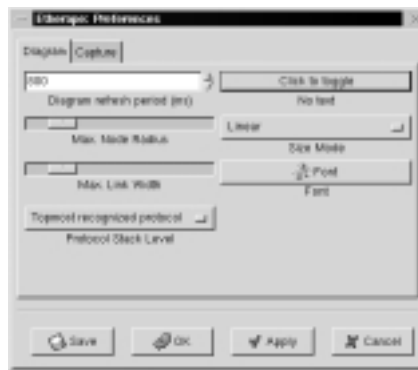 Etherape: Preferences
Diagram Capture
800
Diagram refresh period (ms)
Max. Node Radius
Max. Link Width
Topmost recognized protocol
Protocol Stack Level
Click to toggle
No text
Linear
Size Mode
Font
Font
Save OK Apply Cancel